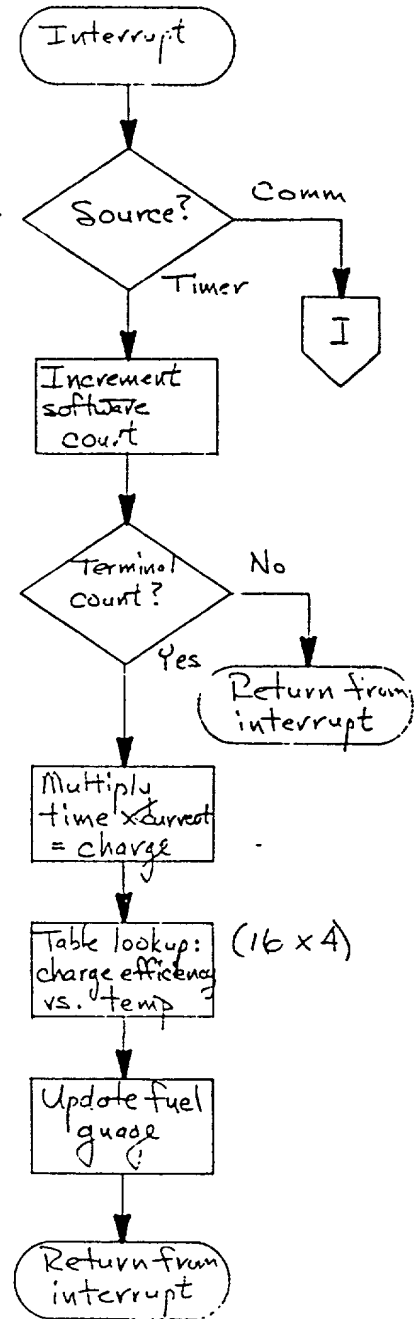 Interrupt
Source?
Comm
Timer
I
Increment
software
count
Terminal
count?
No
Yes
Return from
interrupt
Multiply
time x current
= charge
Table lookup:
charge efficiency
vs. temp
(16 x 4)
Update fuel
guage
Return from
interrupt